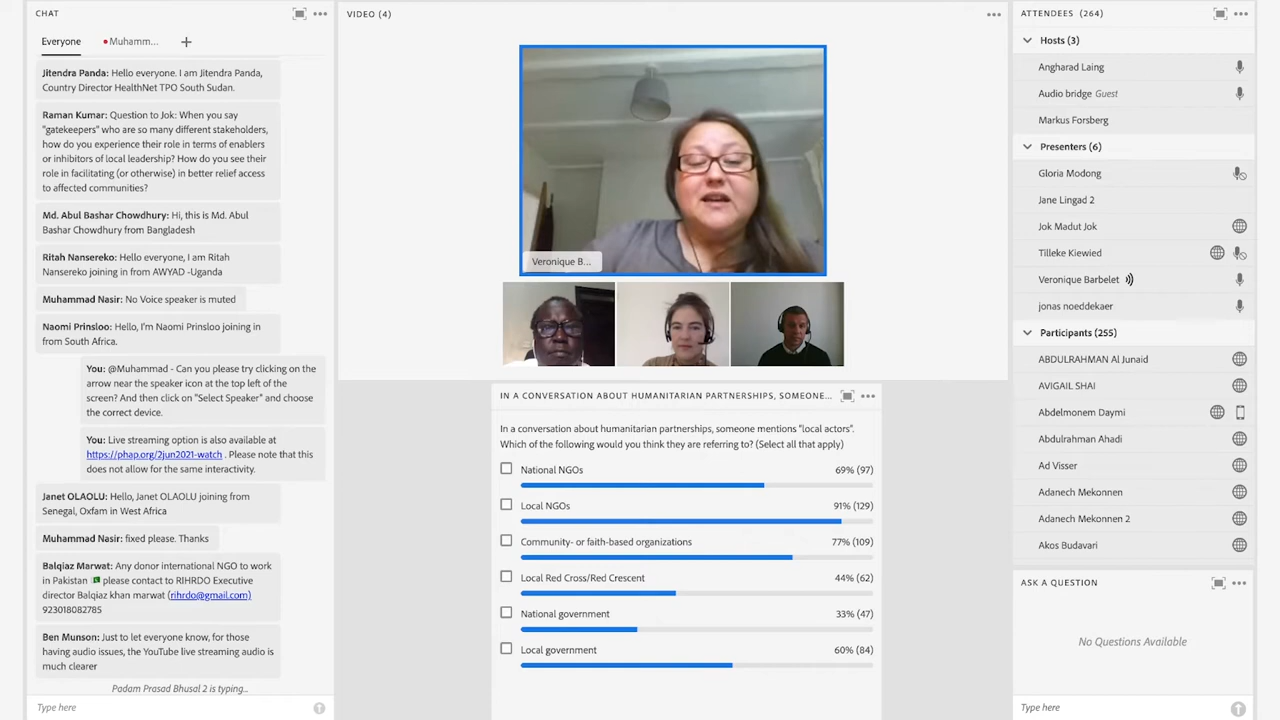 CHAT
Everyone
Muhamm...
Jitendra Panda: Hello everyone. I am Jitendra Panda,
Country Director HealthNet TPO South Sudan.
Raman Kumar: Question to Jok: When you say
"gatekeepers" who are so many different stakeholders,
how do you experience their role in terms of enablers
or inhibitors of local leadership? How do you see their
role in facilitating (or otherwise) in better relief access
to affected communities?
Md. Abul Bashar Chowdhury: Hi, this is Md. Abul
Bashar Chowdhury from Bangladesh
Ritah Nansereko: Hello everyone, I am Ritah
Nansereko joining in from AWYAD -Uganda
Muhammad Nasir: No Voice speaker is muted
Naomi Prinsloo: Hello, I'm Naomi Prinsloo joining in
from South Africa.
You: @Muhammad - Can you please try clicking on the
arrow near the speaker icon at the top left of the
screen? And then click on "Select Speaker" and choose
the correct device.
You: Live streaming option is also available at
https://phap.org/2jun2021-watch . Please note that this
does not allow for the same interactivity.
Janet OLAOLU: Hello, Janet OLAOLU joining from
Senegal, Oxfam in West Africa
Muhammad Nasir: fixed please. Thanks
Balqiaz Marwat: Any donor international NGO to work
in Pakistan 🇵🇰 please contact to RIHRDO Executive
director Balqiaz khan marwat (rihrdo@gmail.com)
923018082785
Ben Munson: Just to let everyone know, for those
having audio issues, the YouTube live streaming audio is
much clearer
Padam Prasad Bhusal 2 is typing...
Type here
VIDEO (4)
Veronique B...
IN A CONVERSATION ABOUT HUMANITARIAN PARTNERSHIPS, SOMEONE...
In a conversation about humanitarian partnerships, someone mentions "local actors".
Which of the following would you think they are referring to? (Select all that apply)
National NGOs 69% (97)
Local NGOs 91% (129)
Community- or faith-based organizations 77% (109)
Local Red Cross/Red Crescent 44% (62)
National government 33% (47)
Local government 60% (84)
ATTENDEES (264)
Hosts (3)
Angharad Laing
Audio bridge Guest
Markus Forsberg
Presenters (6)
Gloria Modong
Jane Lingad 2
Jok Madut Jok
Tilleke Kiewied
Veronique Barbelet
jonas noeddekaer
Participants (255)
ABDULRAHMAN Al Junaid
AVIGAIL SHAI
Abdelmonem Daymi
Abdulrahman Ahadi
Ad Visser
Adanech Mekonnen
Adanech Mekonnen 2
Akos Budavari
ASK A QUESTION
No Questions Available
Type here